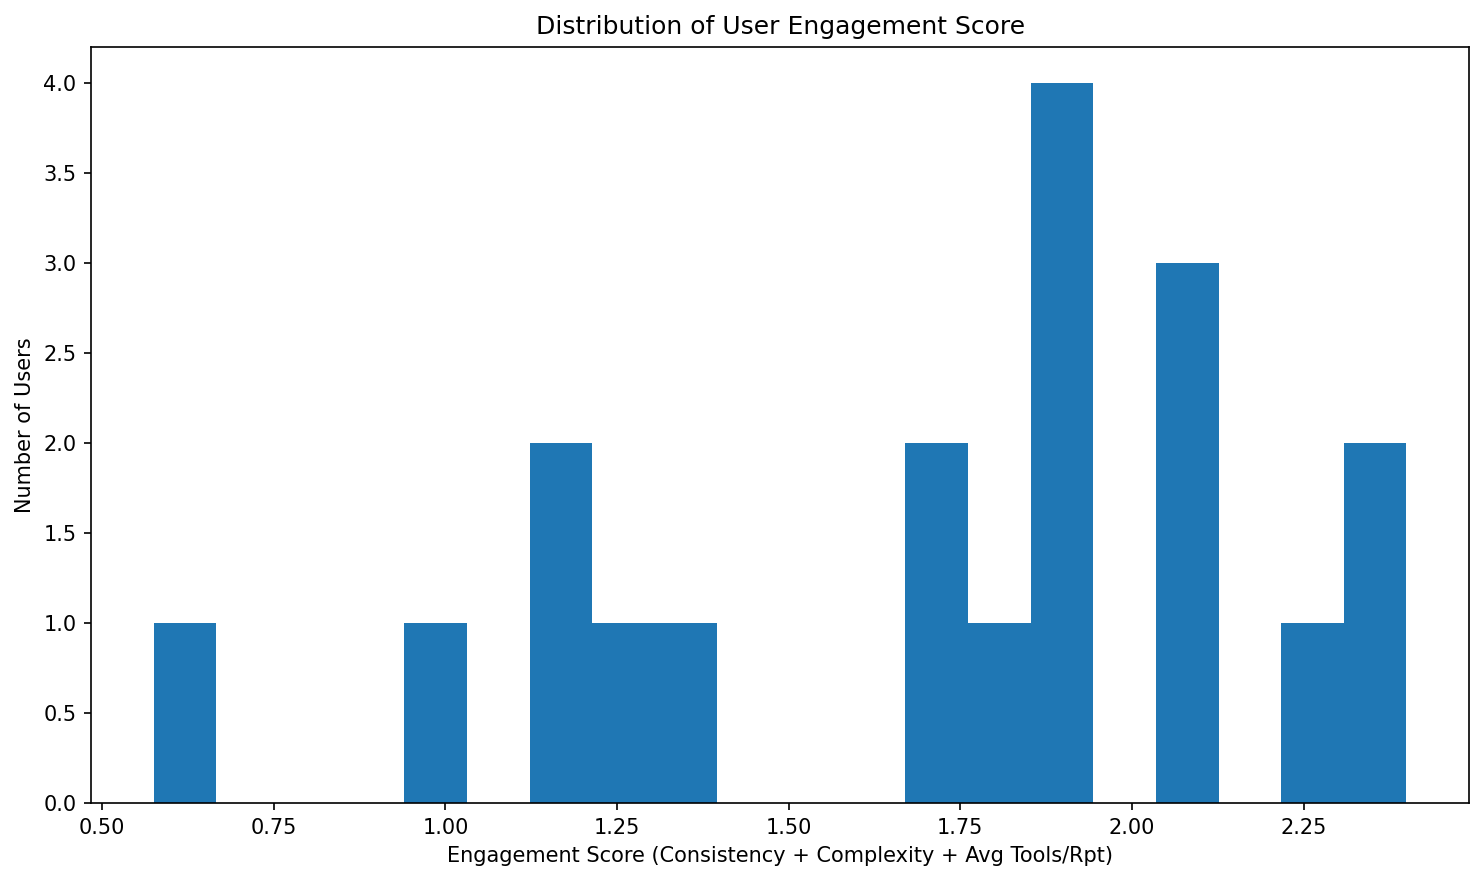 Distribution of User Engagement Score
4.0
3.5
3.0
2.5
2.0
1.5
1.0
0.5
0.0
Number of Users
0.50 0.75 1.00 1.25 1.50 1.75 2.00 2.25
Engagement Score (Consistency + Complexity + Avg Tools/Rpt)